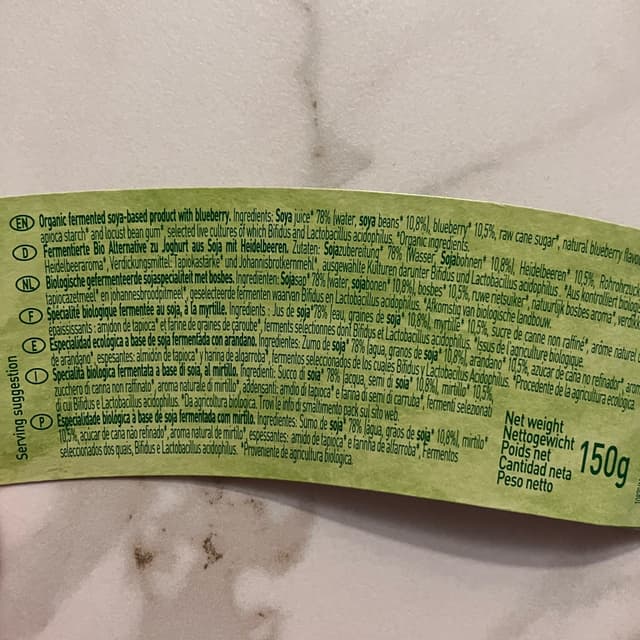 EN Organic fermented soya-based product with blueberry. Ingredients: Soya juice* 78% (water, soya beans* 10,8%), blueberry* 10,5%, raw cane sugar*, natural blueberry flavou
apioca starch* and locust bean gum*, selected live cultures of which Bifidus and Lactobacillus acidophilus. *Organic ingredients.
D Fermentierte Bio Alternative zu Joghurt aus Soja mit Heidelbeeren. Zutaten: Sojazubereitung* 78% (Wasser, Sojabohnen* 10,8%), Heidelbeeren* 10,5%, Rohrohrzu
Heidelbeeraroma*, Verdickungsmittel: Tapiokastärke* und Johannisbrotkernmehl*, ausgewählte Kulturen darunter Bifidus und Lactobacillus acidophilus. *Aus kontrolliert biolog
NL Biologische gefermenteerde sojaspecialiteit met bosbes. Ingredienten: Sojasap* 78% (water, sojabonen* 10,8%), bosbes* 10,5%, ruwe rietsuiker*, natuurlijk bosbes aroma*, verdi
tapiocazetmeel* en johannesbroodpitmeel*, geselecteerde fermenten waarvan Bifidus en Lactobacillus acidophilus. *Afkomstig van biologische landbouw.
F Spécialité biologique fermentée au soja, à la myrtille. Ingrédients : Jus de soja* 78% (eau, graines de soja* 10,8%), myrtille* 10,5%, sucre de canne non raffiné*, arôme naturel
épaississants : amidon de tapioca* et farine de graines de caroube*, ferments sélectionnés dont Bifidus et Lactobacillus acidophilus. *Issus de l'agriculture biologique.
E Especialidad ecológica a base de soja fermentada con arandano. Ingredientes: Zumo de soja* 78% (agua, granos de soja* 10,8%), arandano* 10,5%, azúcar de caña no refinado*, aro
de arandano*, espesantes: almidón de tapioca* y harina de algarroba*, fermentos seleccionados de los cuales Bifidus y Lactobacillus Acidophilus. *Procedente de la agricultura ecológica
I Specialità biologica fermentata a base di soia, al mirtillo. Ingredienti: Succo di soia* 78% (acqua, semi di soia* 10,8%), mirtillo* 10,5%,
zucchero di canna non raffinato*, aroma naturale di mirtillo*, addensanti: amido di tapioca* e farina di semi di carruba*, fermenti selezionati
di cui Bifidus e Lactobacillus acidophilus. *Da agricoltura biologica. Trovi le info di smaltimento pack sul sito web.
P Especialidade biológica à base de soja fermentada com mirtilo. Ingredientes: Sumo de soja* 78% (agua, graos de soja* 10,8%), mirtilo*
10,5%, açúcar de cana não refinado*, aroma natural de mirtilo*, espessantes: amido de tapioca* e farinha de alfarroba*, Fermentos
seleccionados dos quais, Bifidus e Lactobacillus acidophilus. *Proveniente de agricultura biológica.
Serving suggestion
Net weight
Nettogewicht
Poids net
Cantidad neta
Peso netto
150g